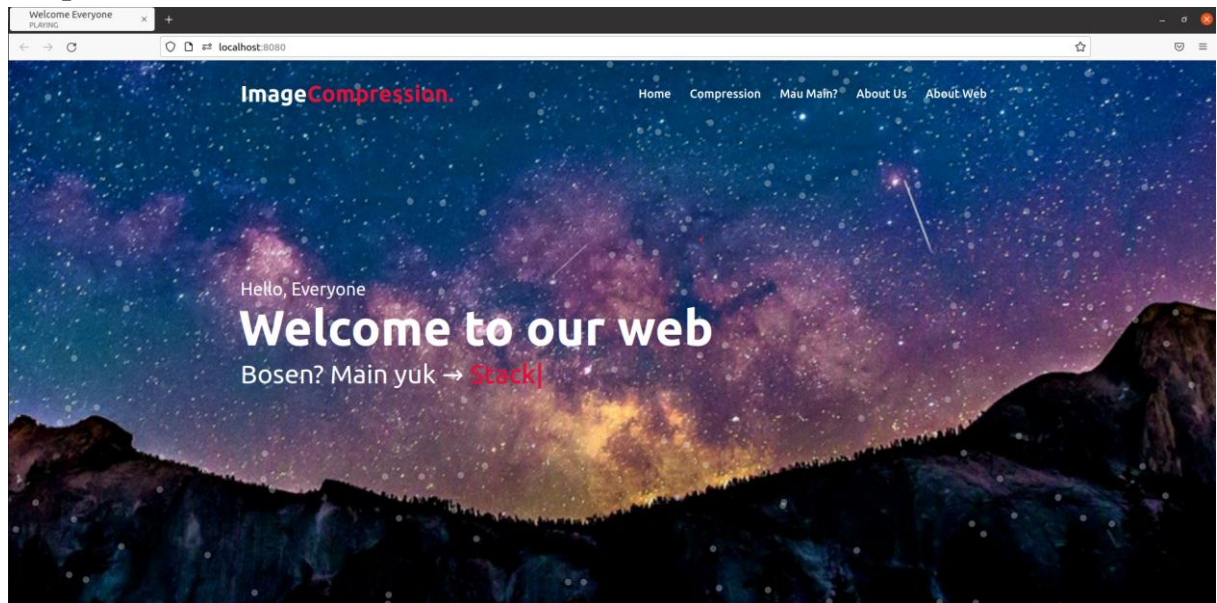 Welcome Everyone
PLAYING
localhost:8080
ImageCompression.
Home Compression Mau Main? About Us About Web
Hello, Everyone
Welcome to our web
Bosen? Main yuk → Stack|